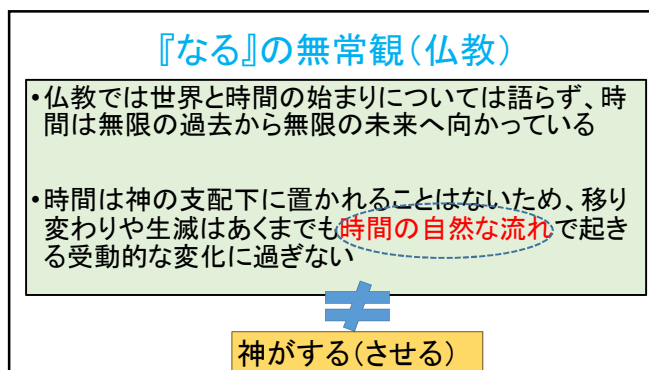 『なる』の無常観(仏教)
•仏教では世界と時間の始まりについては語らず、時
間は無限の過去から無限の未来へ向かっている
•時間は神の支配下に置かれることはないため、移り
変わりや生滅はあくまでも時間の自然な流れで起き
る受動的な変化に過ぎない
≠
神がする(させる)